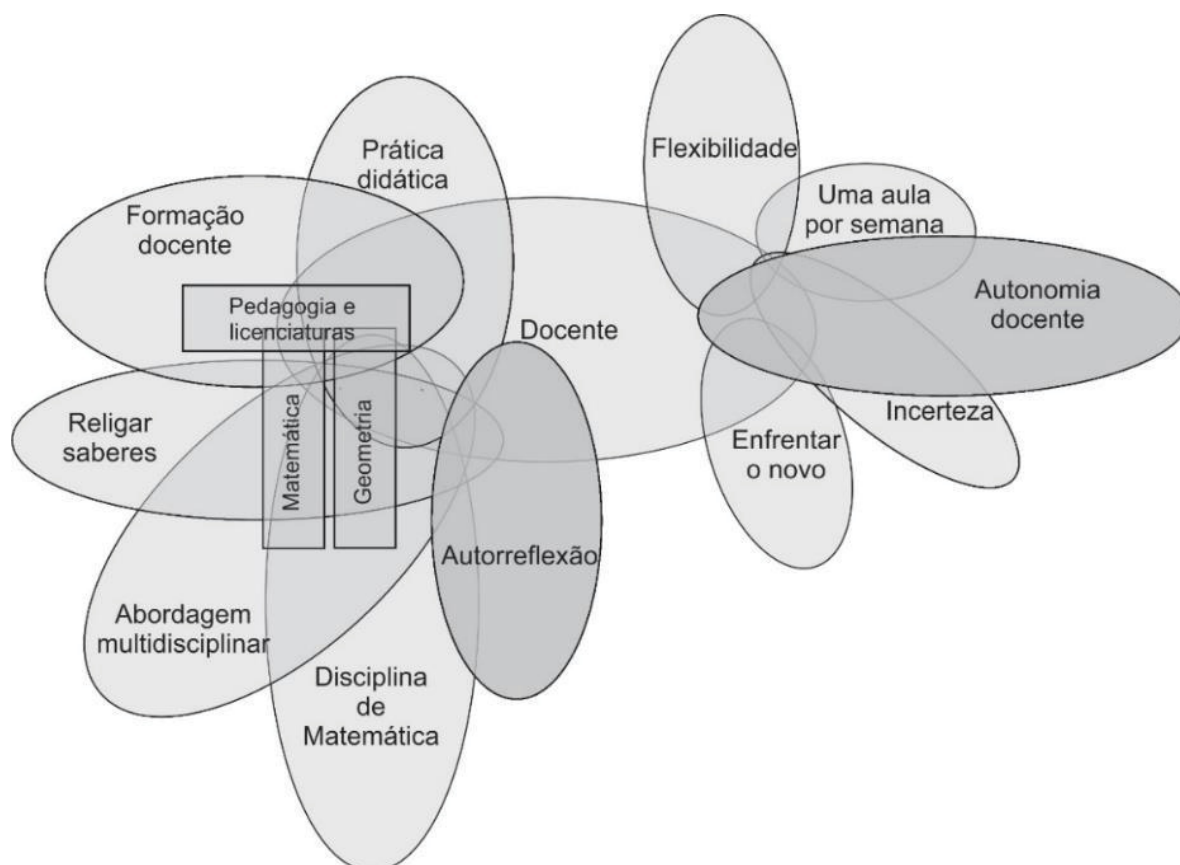 Prática
didática
Flexibilidade
Uma aula
por semana
Formação
docente
Autonomia
docente
Pedagogia e
licenciaturas
Docente
Religar
saberes
Matemática
Geometria
Incerteza
Enfrentar
o novo
Autorreflexão
Abordagem
multidisciplinar
Disciplina
de
Matemática